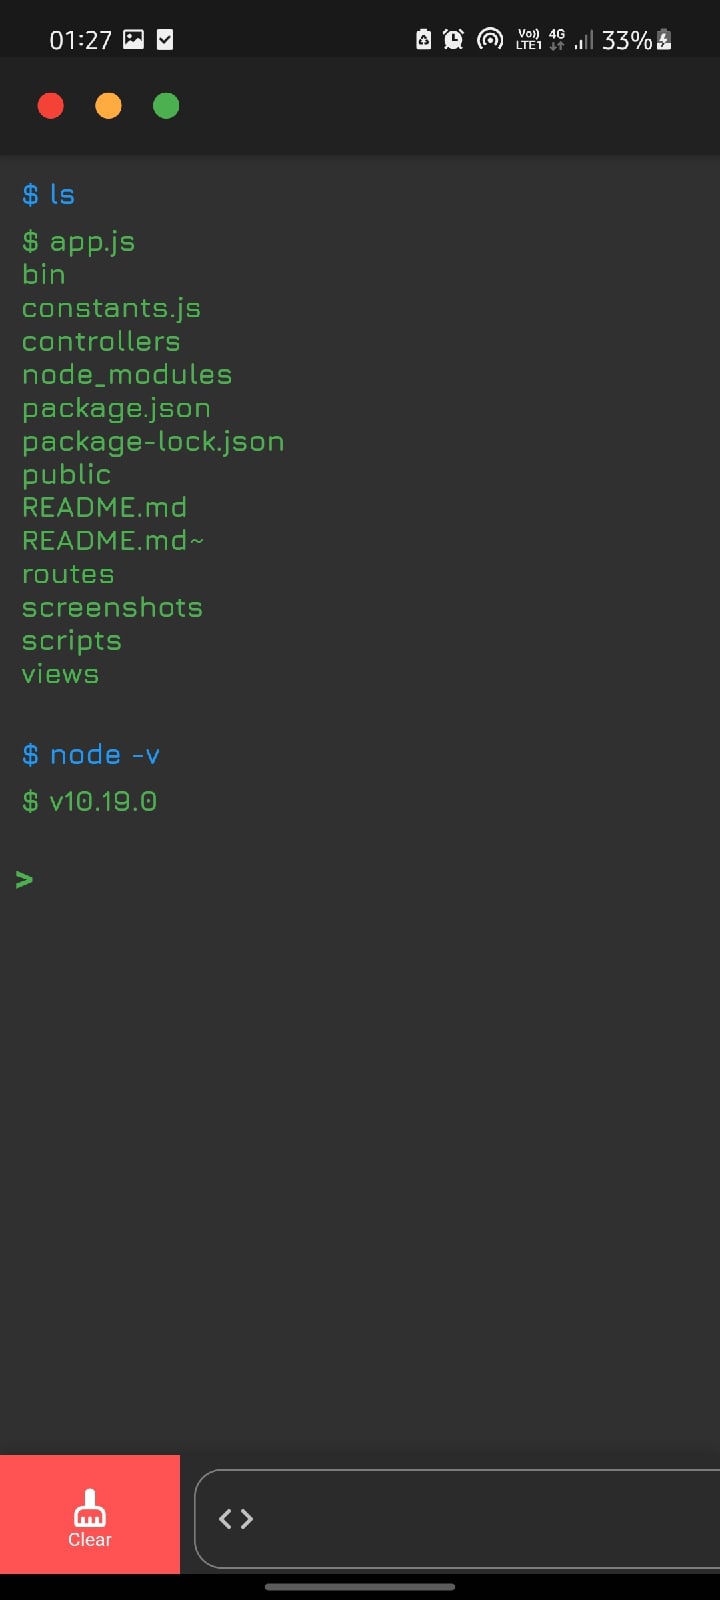 01:27 Vo)) LTE1 4G 33%
$ ls
$ app.js
bin
constants.js
controllers
node_modules
package.json
package-lock.json
public
README.md
README.md~
routes
screenshots
scripts
views
$ node -v
$ v10.19.0
>
< >
Clear